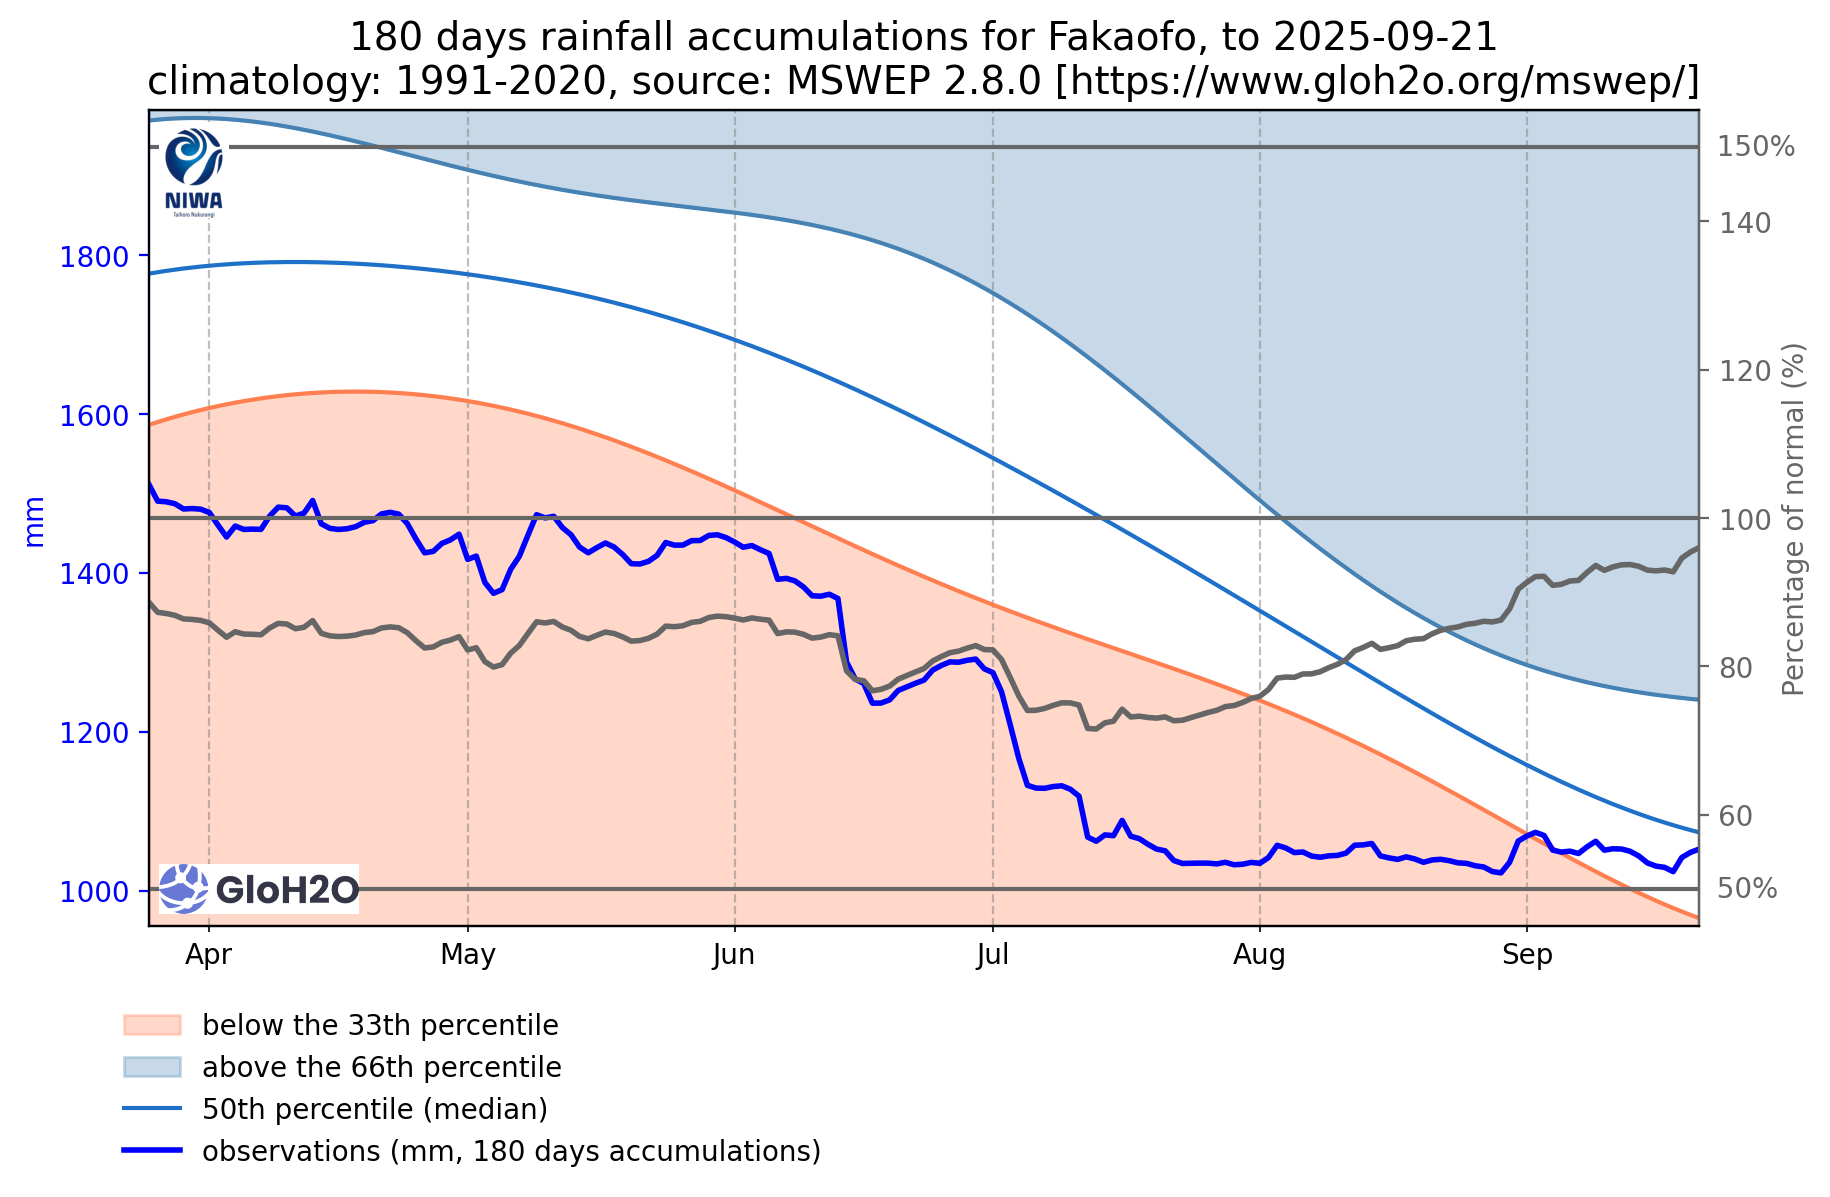 180 days rainfall accumulations for Fakaofo, to 2025-09-21
climatology: 1991-2020, source: MSWEP 2.8.0 [https://www.gloh2o.org/mswep/]
NIWA
Taihoro Nukurangi
150%
140
120
100
80
60
50%
Percentage of normal (%)
1800
1600
1400
1200
1000
mm
GloH2O
Apr
May
Jun
Jul
Aug
Sep
below the 33th percentile
above the 66th percentile
50th percentile (median)
observations (mm, 180 days accumulations)